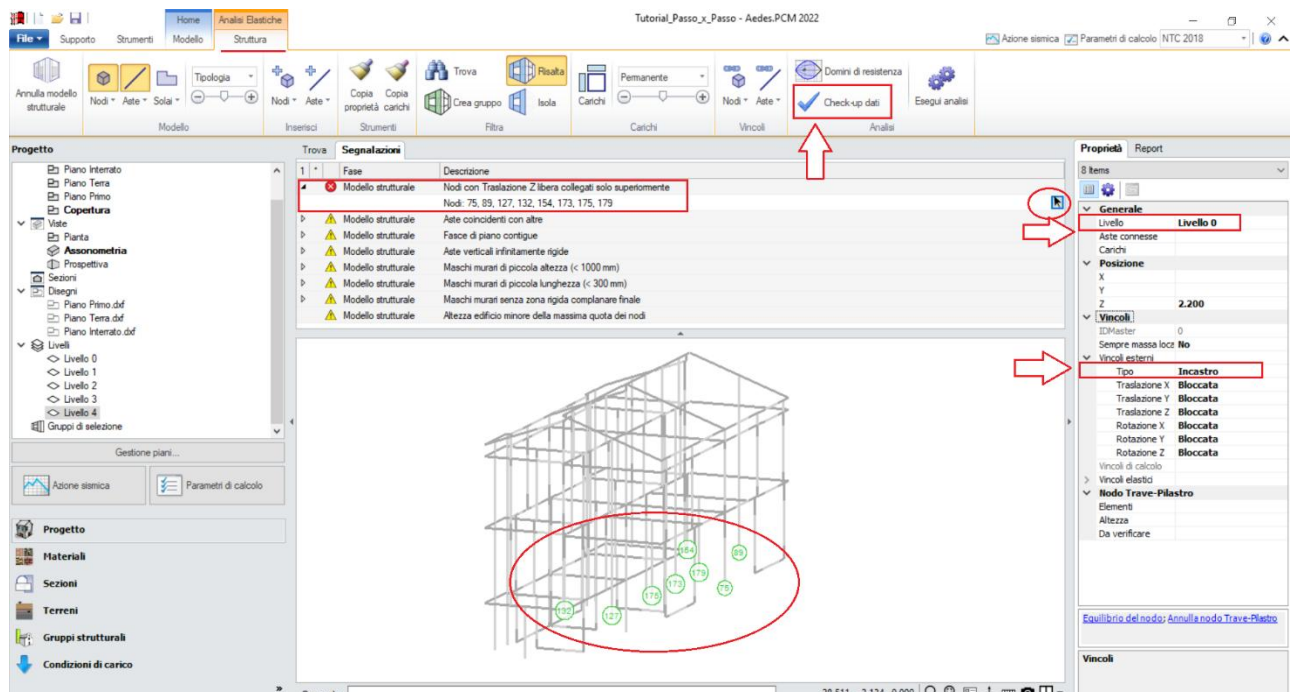 Home
Analisi Elastiche
Tutorial_Passo_x_Passo - Aedes.PCM 2022
File
Supporto
Strumenti
Modello
Struttura
Azione sismica
Parametri di calcolo
NTC 2018
Annulla modello
strutturale
Nodi
Aste
Solai
Tipologia
Modello
Nodi
Aste
Inserisci
Copia
proprietà
Copia
carichi
Strumenti
Trova
Risalta
Crea gruppo
Isola
Filtra
Carichi
Permanente
Carichi
Nodi
Aste
Vincoli
Domini di resistenza
Check-up dati
Esegui analisi
Analisi
Progetto
Piano Interrato
Piano Terra
Piano Primo
Copertura
Viste
Pianta
Assonometria
Prospettiva
Sezioni
Disegni
Piano Primo.dxf
Piano Terra.dxf
Piano Interrato.dxf
Livelli
Livello 0
Livello 1
Livello 2
Livello 3
Livello 4
Gruppi di selezione
Gestione piani...
Azione sismica
Parametri di calcolo
Progetto
Materiali
Sezioni
Terreni
Gruppi strutturali
Condizioni di carico
Trova
Segnalazioni
1 * Fase Descrizione
Modello strutturale Nodi con Traslazione Z libera collegati solo superiormente
Nodi: 75, 89, 127, 132, 154, 173, 175, 179
Modello strutturale Aste coincidenti con altre
Modello strutturale Fasce di piano contigue
Modello strutturale Aste verticali infinitamente rigide
Modello strutturale Maschi murari di piccola altezza (< 1000 mm)
Modello strutturale Maschi murari di piccola lunghezza (< 300 mm)
Modello strutturale Maschi murari senza zona rigida complanare finale
Modello strutturale Altezza edificio minore della massima quota dei nodi
154
89
179
173
75
175
132
127
Proprietà
Report
8 Items
Generale
Livello Livello 0
Aste connesse
Carichi
Posizione
X
Y
Z 2.200
Vincoli
IDMaster 0
Sempre massa loca No
Vincoli esterni
Tipo Incastro
Traslazione X Bloccata
Traslazione Y Bloccata
Traslazione Z Bloccata
Rotazione X Bloccata
Rotazione Y Bloccata
Rotazione Z Bloccata
Vincoli di calcolo
Vincoli elastici
Nodo Trave-Pilastro
Elementi
Altezza
Da verificare
Equilibrio del nodo; Annulla nodo Trave-Pilastro
Vincoli